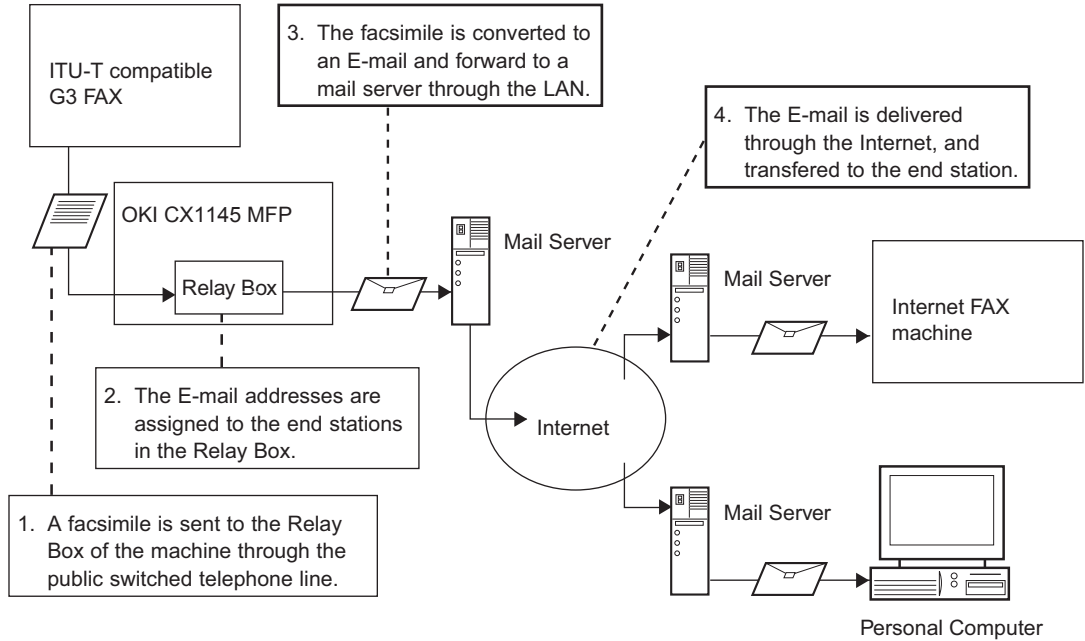 ITU-T compatible
G3 FAX
3. The facsimile is converted to
an E-mail and forward to a
mail server through the LAN.
4. The E-mail is delivered
through the Internet, and
transfered to the end station.
OKI CX1145 MFP
Relay Box
Mail Server
Mail Server
Internet FAX
machine
2. The E-mail addresses are
assigned to the end stations
in the Relay Box.
Internet
1. A facsimile is sent to the Relay
Box of the machine through the
public switched telephone line.
Mail Server
Personal Computer